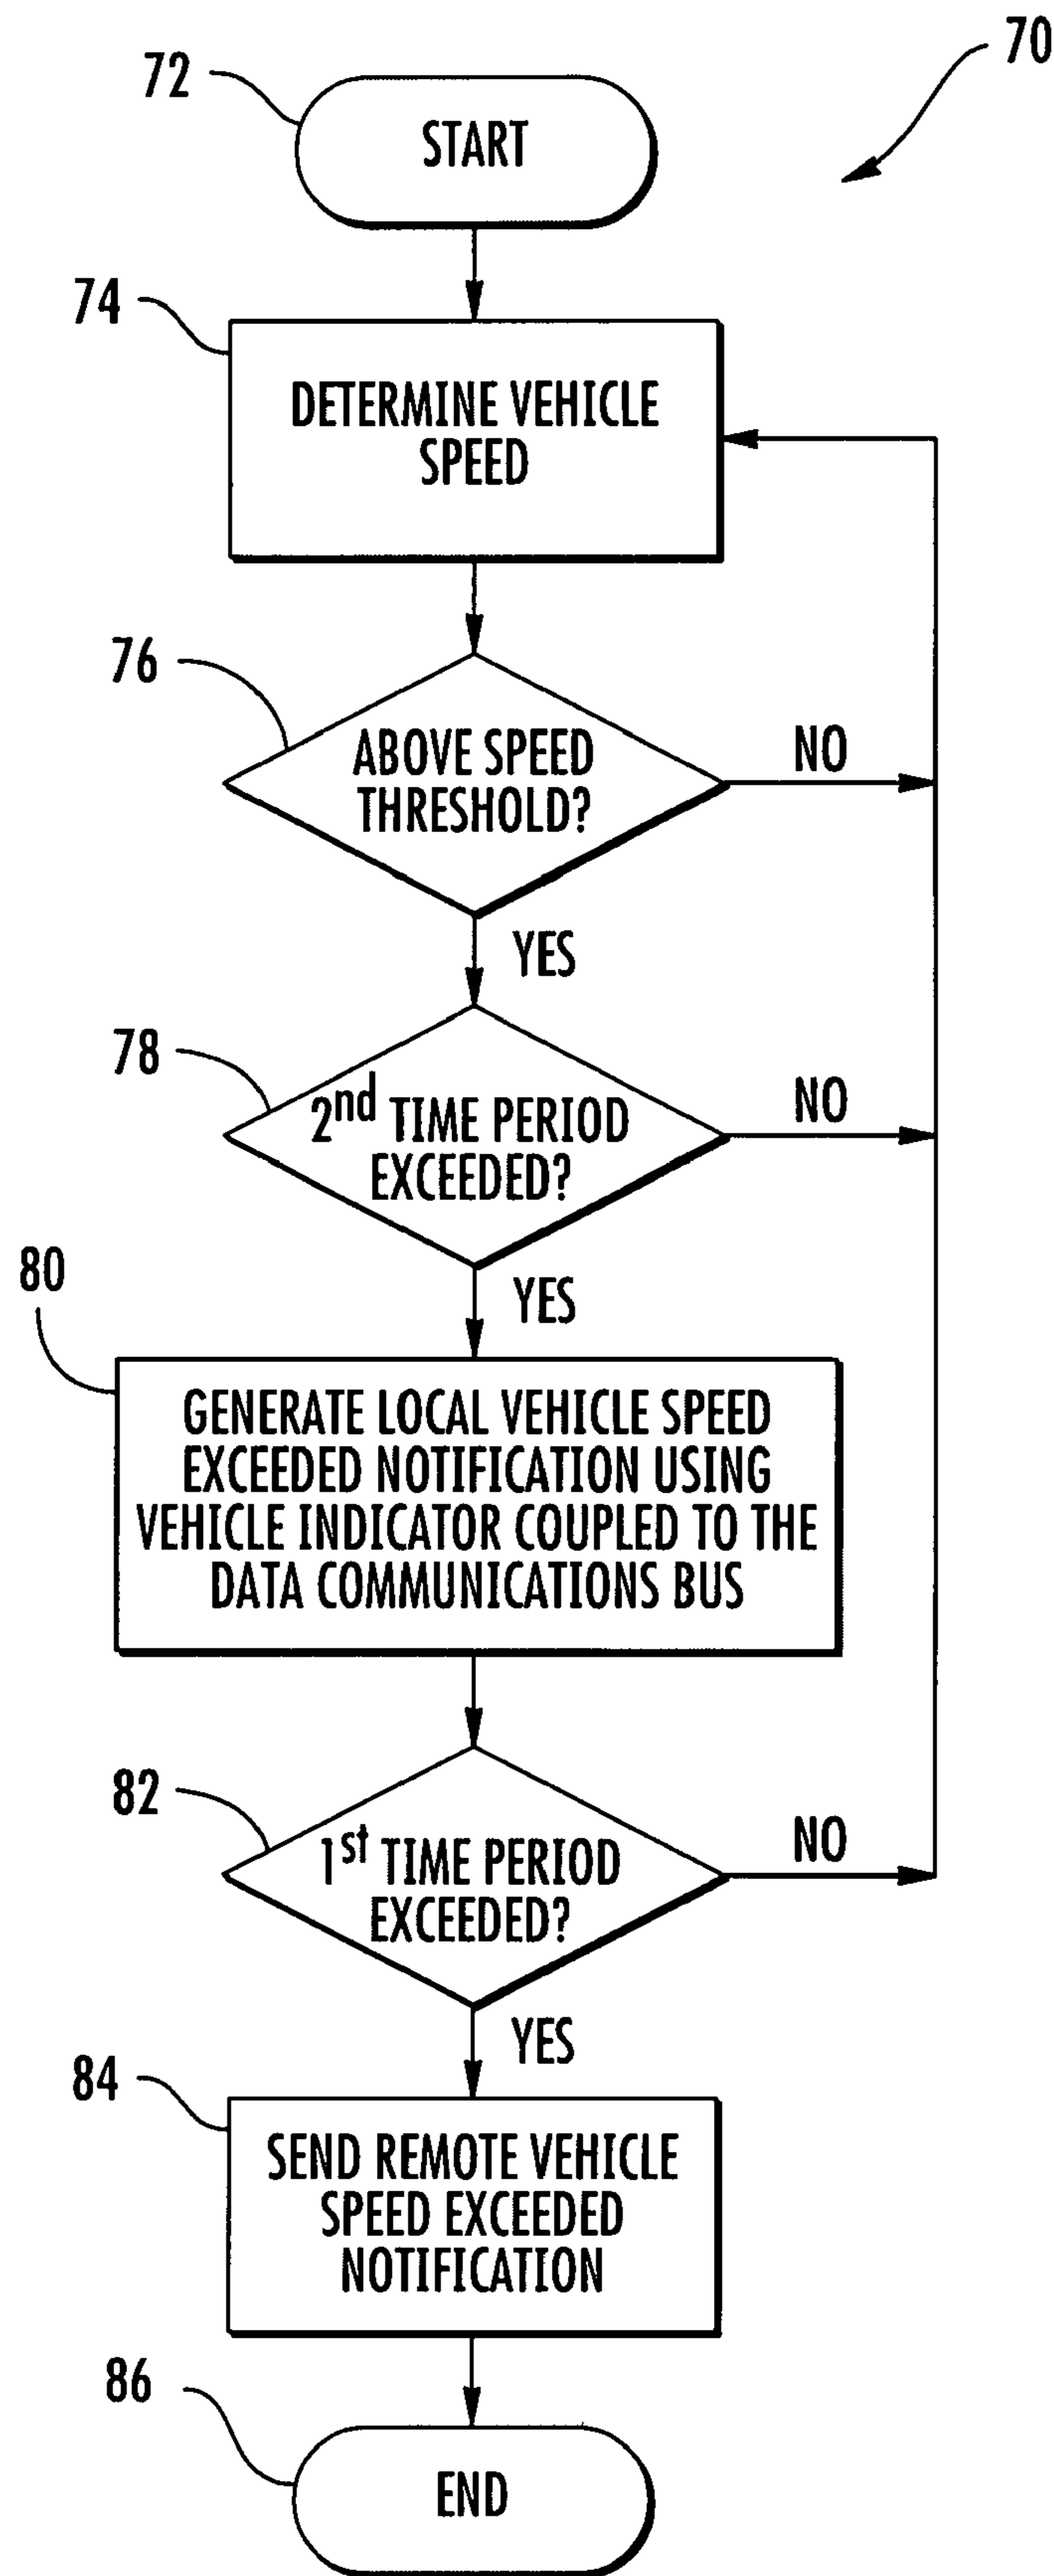 70
72
START
74
DETERMINE VEHICLE
SPEED
76
ABOVE SPEED
THRESHOLD?
NO
YES
78
2nd TIME PERIOD
EXCEEDED?
NO
YES
80
GENERATE LOCAL VEHICLE SPEED
EXCEEDED NOTIFICATION USING
VEHICLE INDICATOR COUPLED TO THE
DATA COMMUNICATIONS BUS
82
1st TIME PERIOD
EXCEEDED?
NO
YES
84
SEND REMOTE VEHICLE
SPEED EXCEEDED
NOTIFICATION
86
END